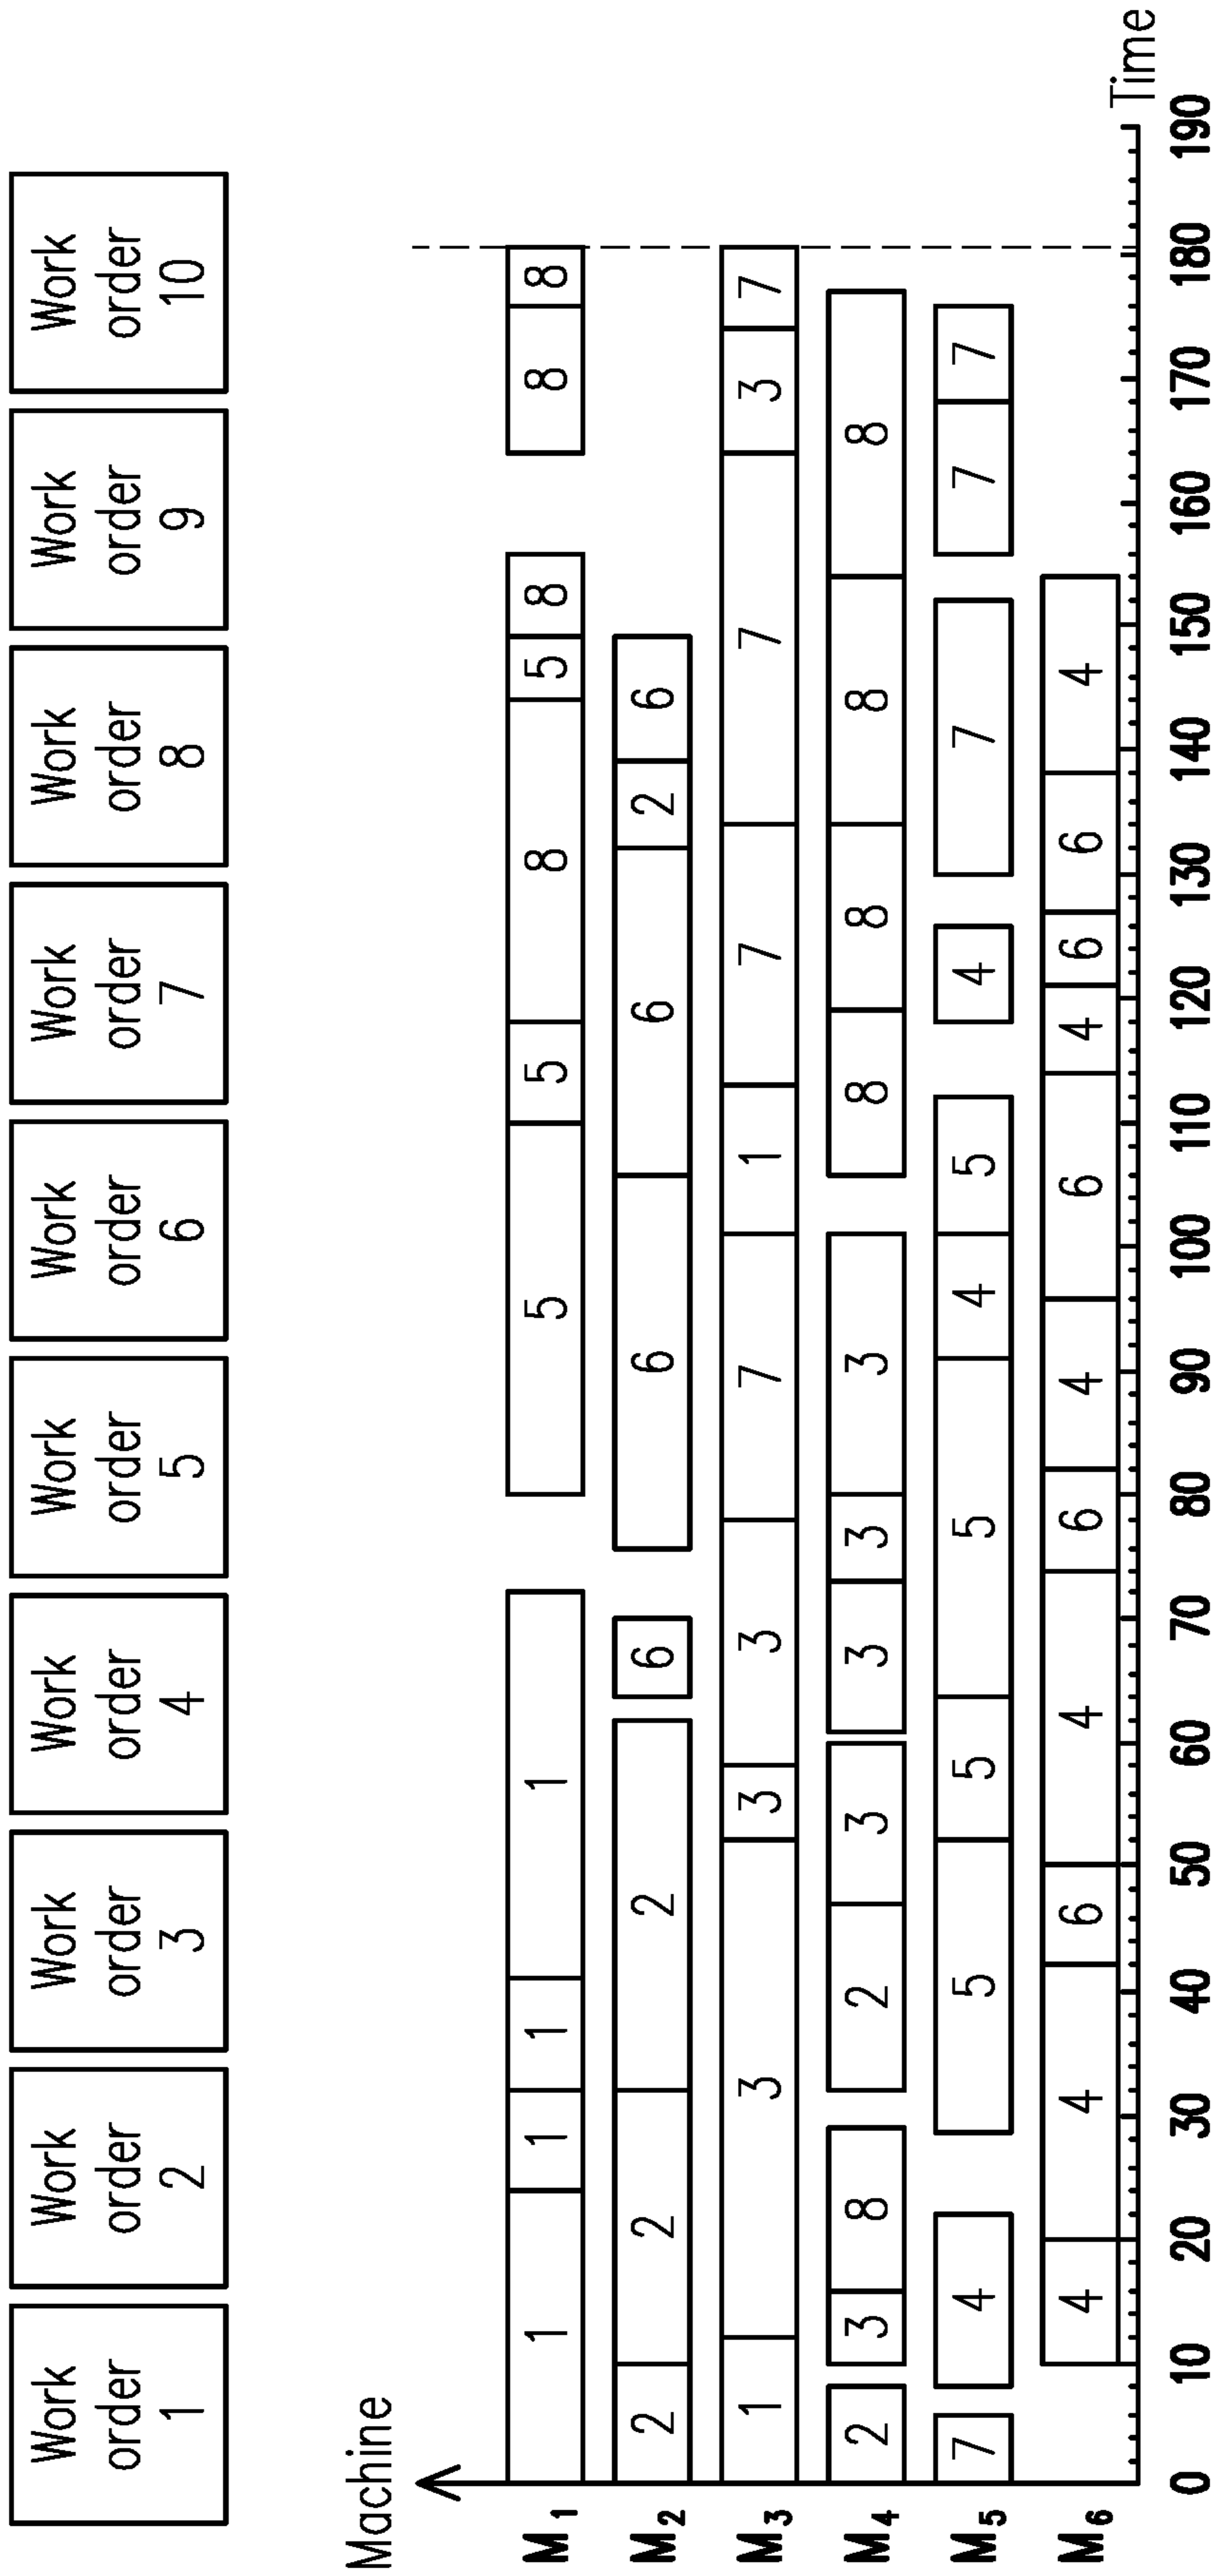 Work
order
1
Work
order
2
Work
order
3
Work
order
4
Work
order
5
Work
order
6
Work
order
7
Work
order
8
Work
order
9
Work
order
10
Machine
M1 1 1 1 1 5 5 8 5 8 8 8
M2 2 2 2 6 6 6 2 6
M3 1 3 3 3 7 1 7 7 3 7
M4 2 3 8 2 3 3 3 3 8 8 8 8
M5 7 4 5 5 5 4 5 4 7 7 7
M6 4 4 6 4 6 4 6 4 6 6 4
0 10 20 30 40 50 60 70 80 90 100 110 120 130 140 150 160 170 180 190
Time